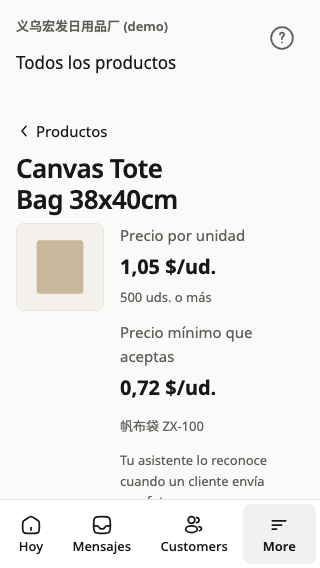 义乌宏发日用品厂 (demo)
Todos los productos
Productos
Canvas Tote
Bag 38x40cm
Precio por unidad
1,05 $/ud.
500 uds. o más
Precio mínimo que
aceptas
0,72 $/ud.
帆布袋 ZX-100
Tu asistente lo reconoce
cuando un cliente envía
Hoy
Mensajes
Customers
More